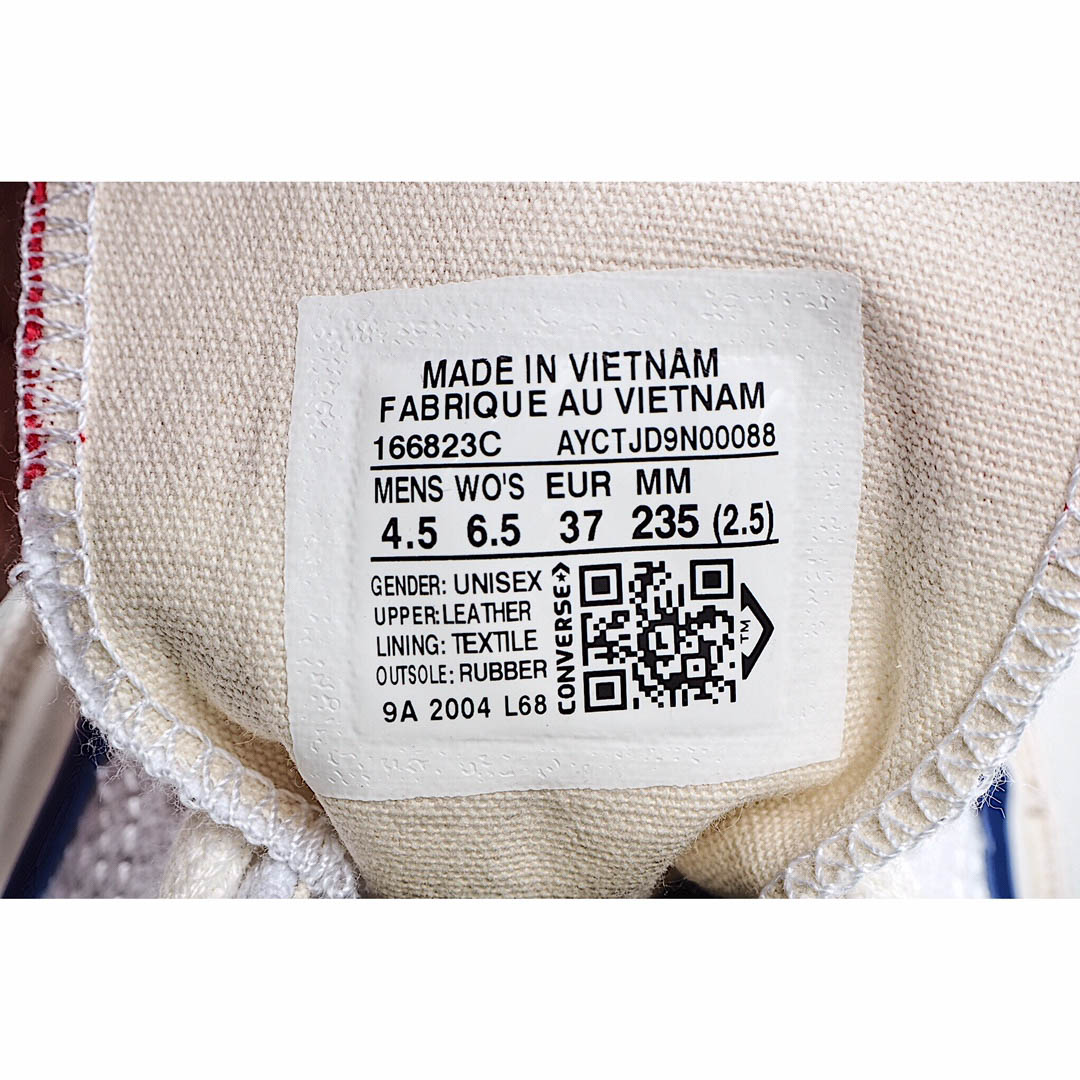 MADE IN VIETNAM
FABRIQUE AU VIETNAM
166823C AYCTJD9N00088
MENS WO'S EUR MM
4.5 6.5 37 235 (2.5)
GENDER: UNISEX
UPPER: LEATHER
LINING: TEXTILE
OUTSOLE: RUBBER
9A 2004 L68
CONVERSE
TM